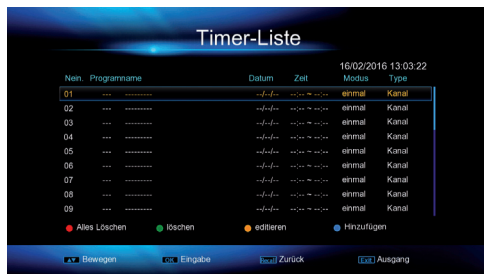 Timer-Liste
16/02/2016 13:03:22
Nein. Programname Datum Zeit Modus Type
01 --- --------- --/--/-- --:-- ~ --:-- einmal Kanal
02 --- --------- --/--/-- --:-- ~ --:-- einmal Kanal
03 --- --------- --/--/-- --:-- ~ --:-- einmal Kanal
04 --- --------- --/--/-- --:-- ~ --:-- einmal Kanal
05 --- --------- --/--/-- --:-- ~ --:-- einmal Kanal
06 --- --------- --/--/-- --:-- ~ --:-- einmal Kanal
07 --- --------- --/--/-- --:-- ~ --:-- einmal Kanal
08 --- --------- --/--/-- --:-- ~ --:-- einmal Kanal
09 --- --------- --/--/-- --:-- ~ --:-- einmal Kanal
Alles Löschen löschen editieren Hinzufügen
▲▼ Bewegen OK Eingabe Recall Zurück Exit Ausgang